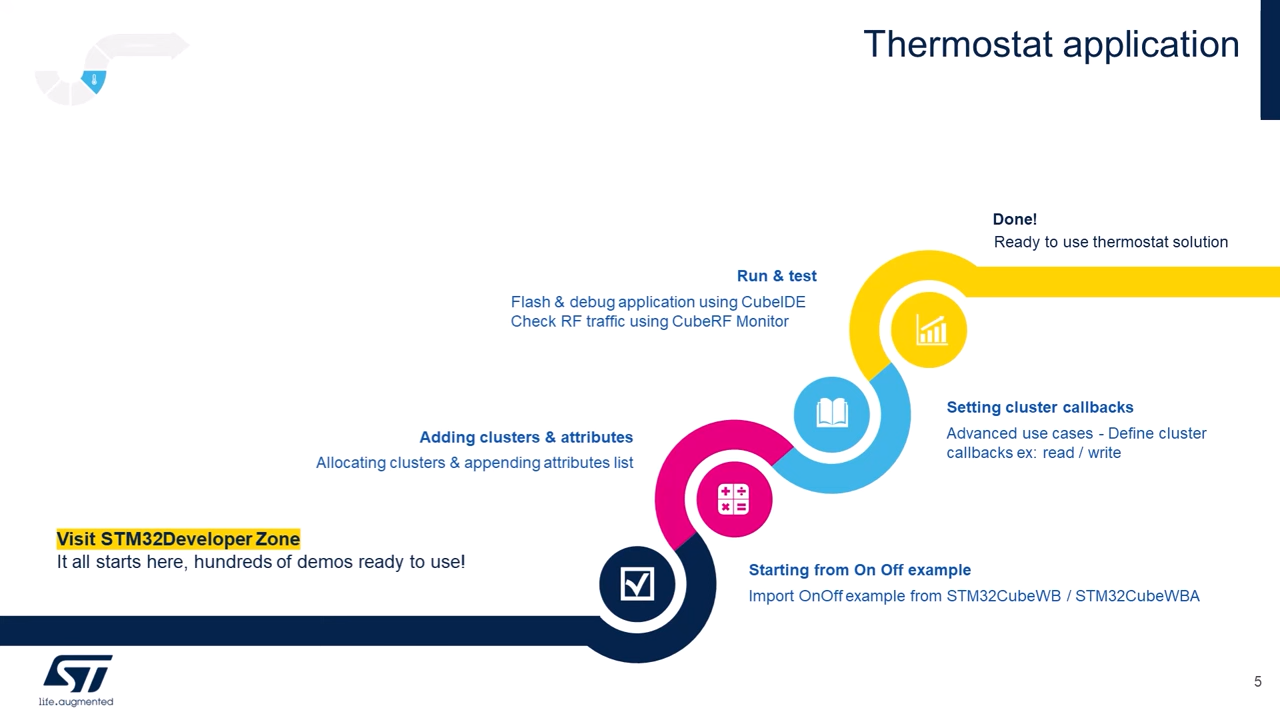 Thermostat application
Done!
Ready to use thermostat solution
Run & test
Flash & debug application using CubeIDE
Check RF traffic using CubeRF Monitor
Setting cluster callbacks
Advanced use cases - Define cluster
callbacks ex: read / write
Adding clusters & attributes
Allocating clusters & appending attributes list
Visit STM32Developer Zone
It all starts here, hundreds of demos ready to use!
Starting from On Off example
Import OnOff example from STM32CubeWB / STM32CubeWBA
ST
life.augmented
5